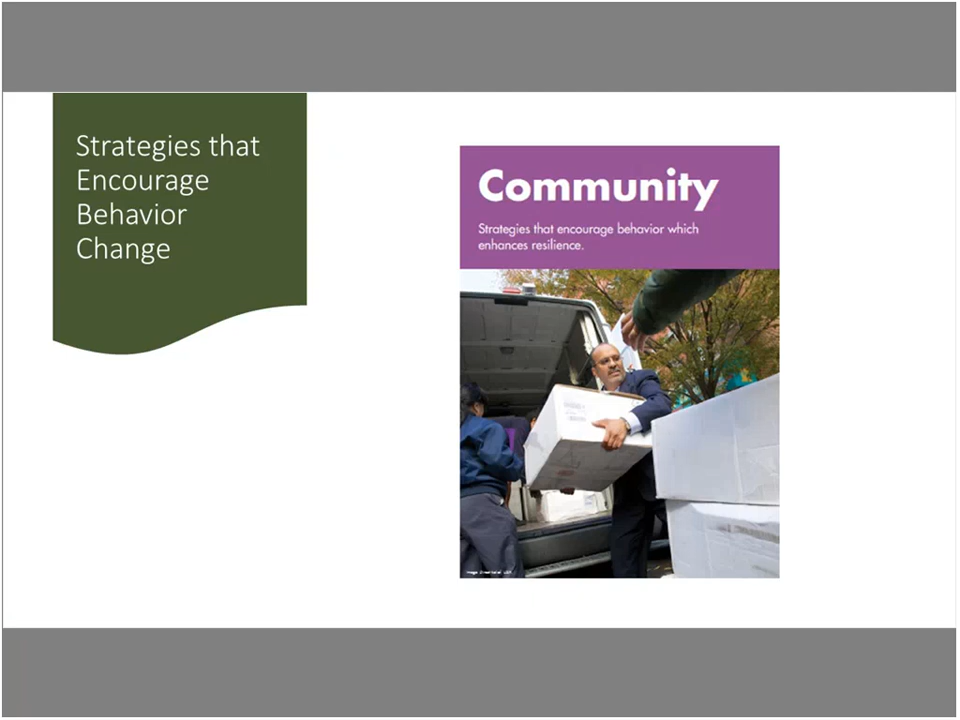 Strategies that
Encourage
Behavior
Change
Community
Strategies that encourage behavior which
enhances resilience.